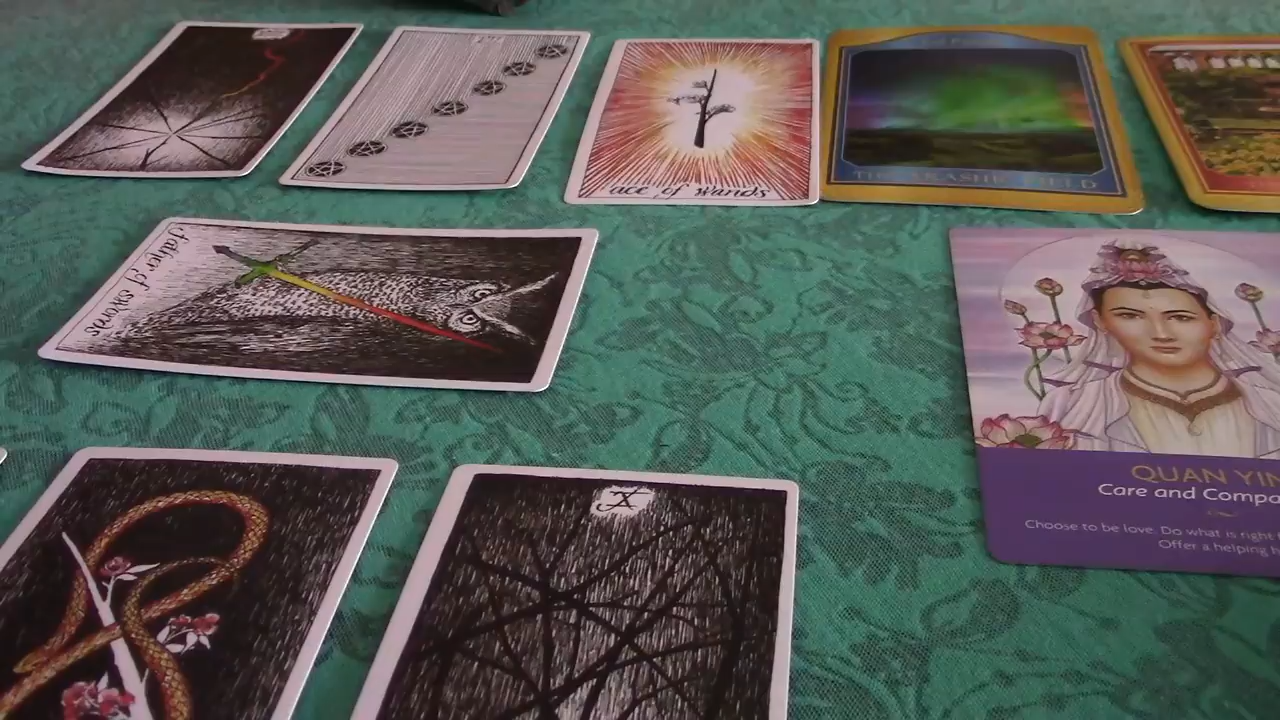 ace of wands
THE AKASHIC FIELD
father of swords
QUAN YIN
Care and Compa
Choose to be love. Do what is right
Offer a helping h
X